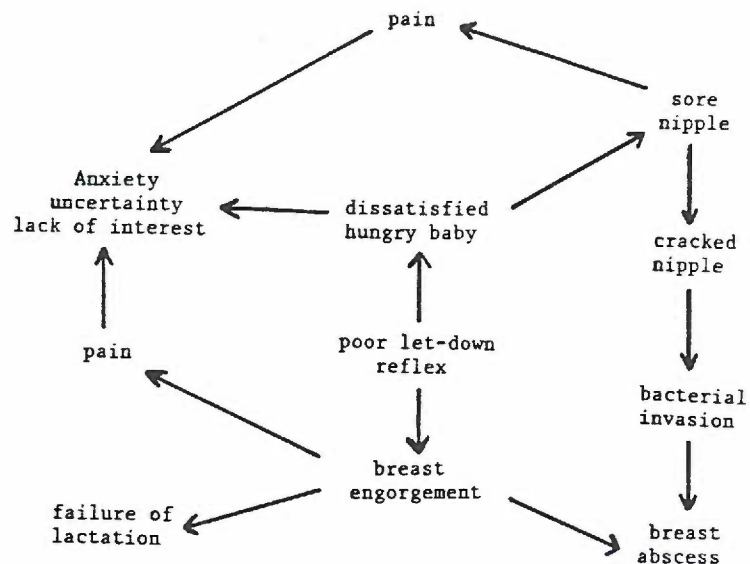 pain
sore
nipple
Anxiety
uncertainty
lack of interest
dissatisfied
hungry baby
cracked
nipple
pain
poor let-down
reflex
bacterial
invasion
breast
engorgement
failure of
lactation
breast
abscess